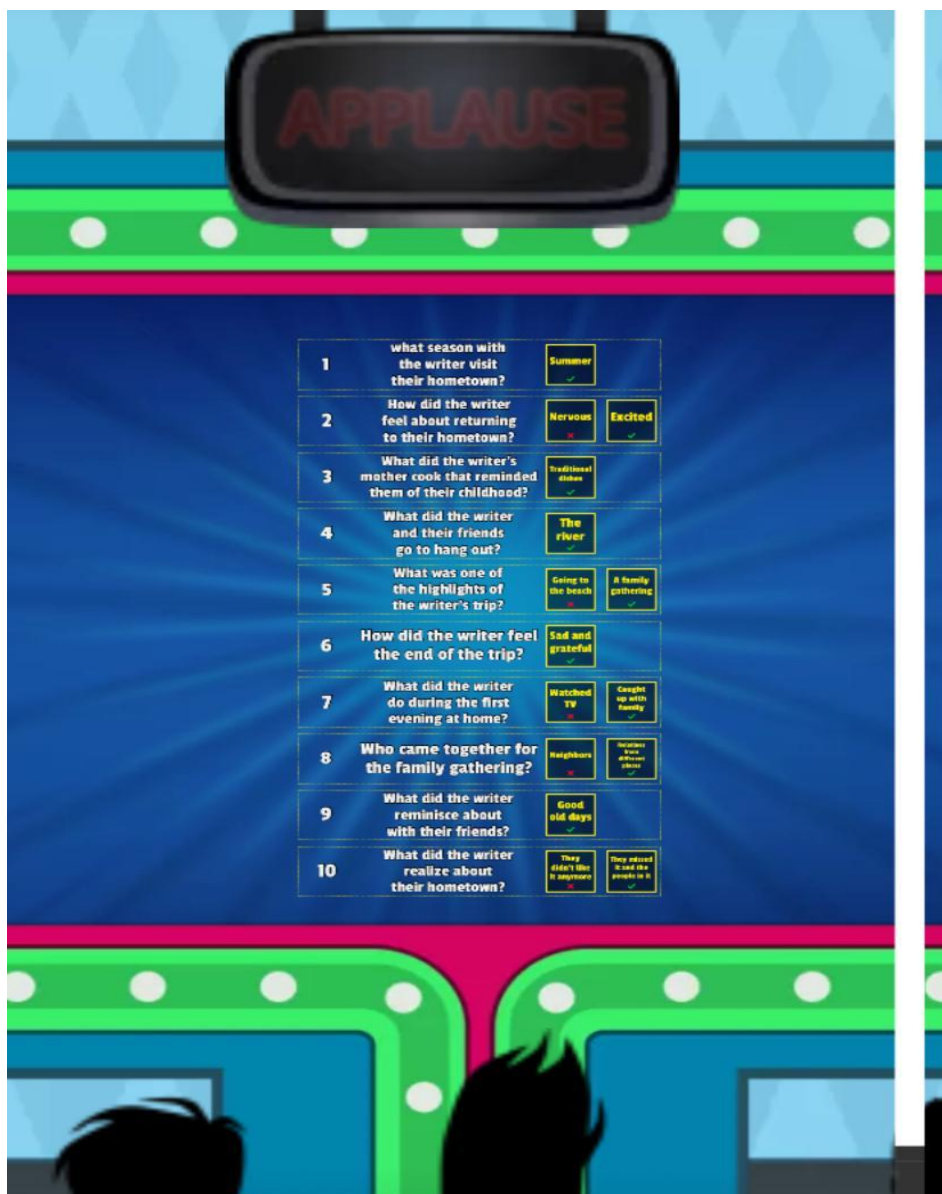 APPLAUSE
1
what season with
the writer visit
their hometown?
Summer
2
How did the writer
feel about returning
to their hometown?
Nervous
Excited
3
What did the writer's
mother cook that reminded
them of their childhood?
Traditional
dishes
4
What did the writer
and their friends
go to hang out?
The
river
5
What was one of
the highlights of
the writer's trip?
Going to
the beach
A family
gathering
6
How did the writer feel
the end of the trip?
Sad and
grateful
7
What did the writer
do during the first
evening at home?
Watched
TV
Caught
up with
family
8
Who came together for
the family gathering?
Neighbors
Relatives
from
different
places
9
What did the writer
reminisce about
with their friends?
Good
old days
10
What did the writer
realize about
their hometown?
They
didn't like
it anymore
They missed
it and the
people in it